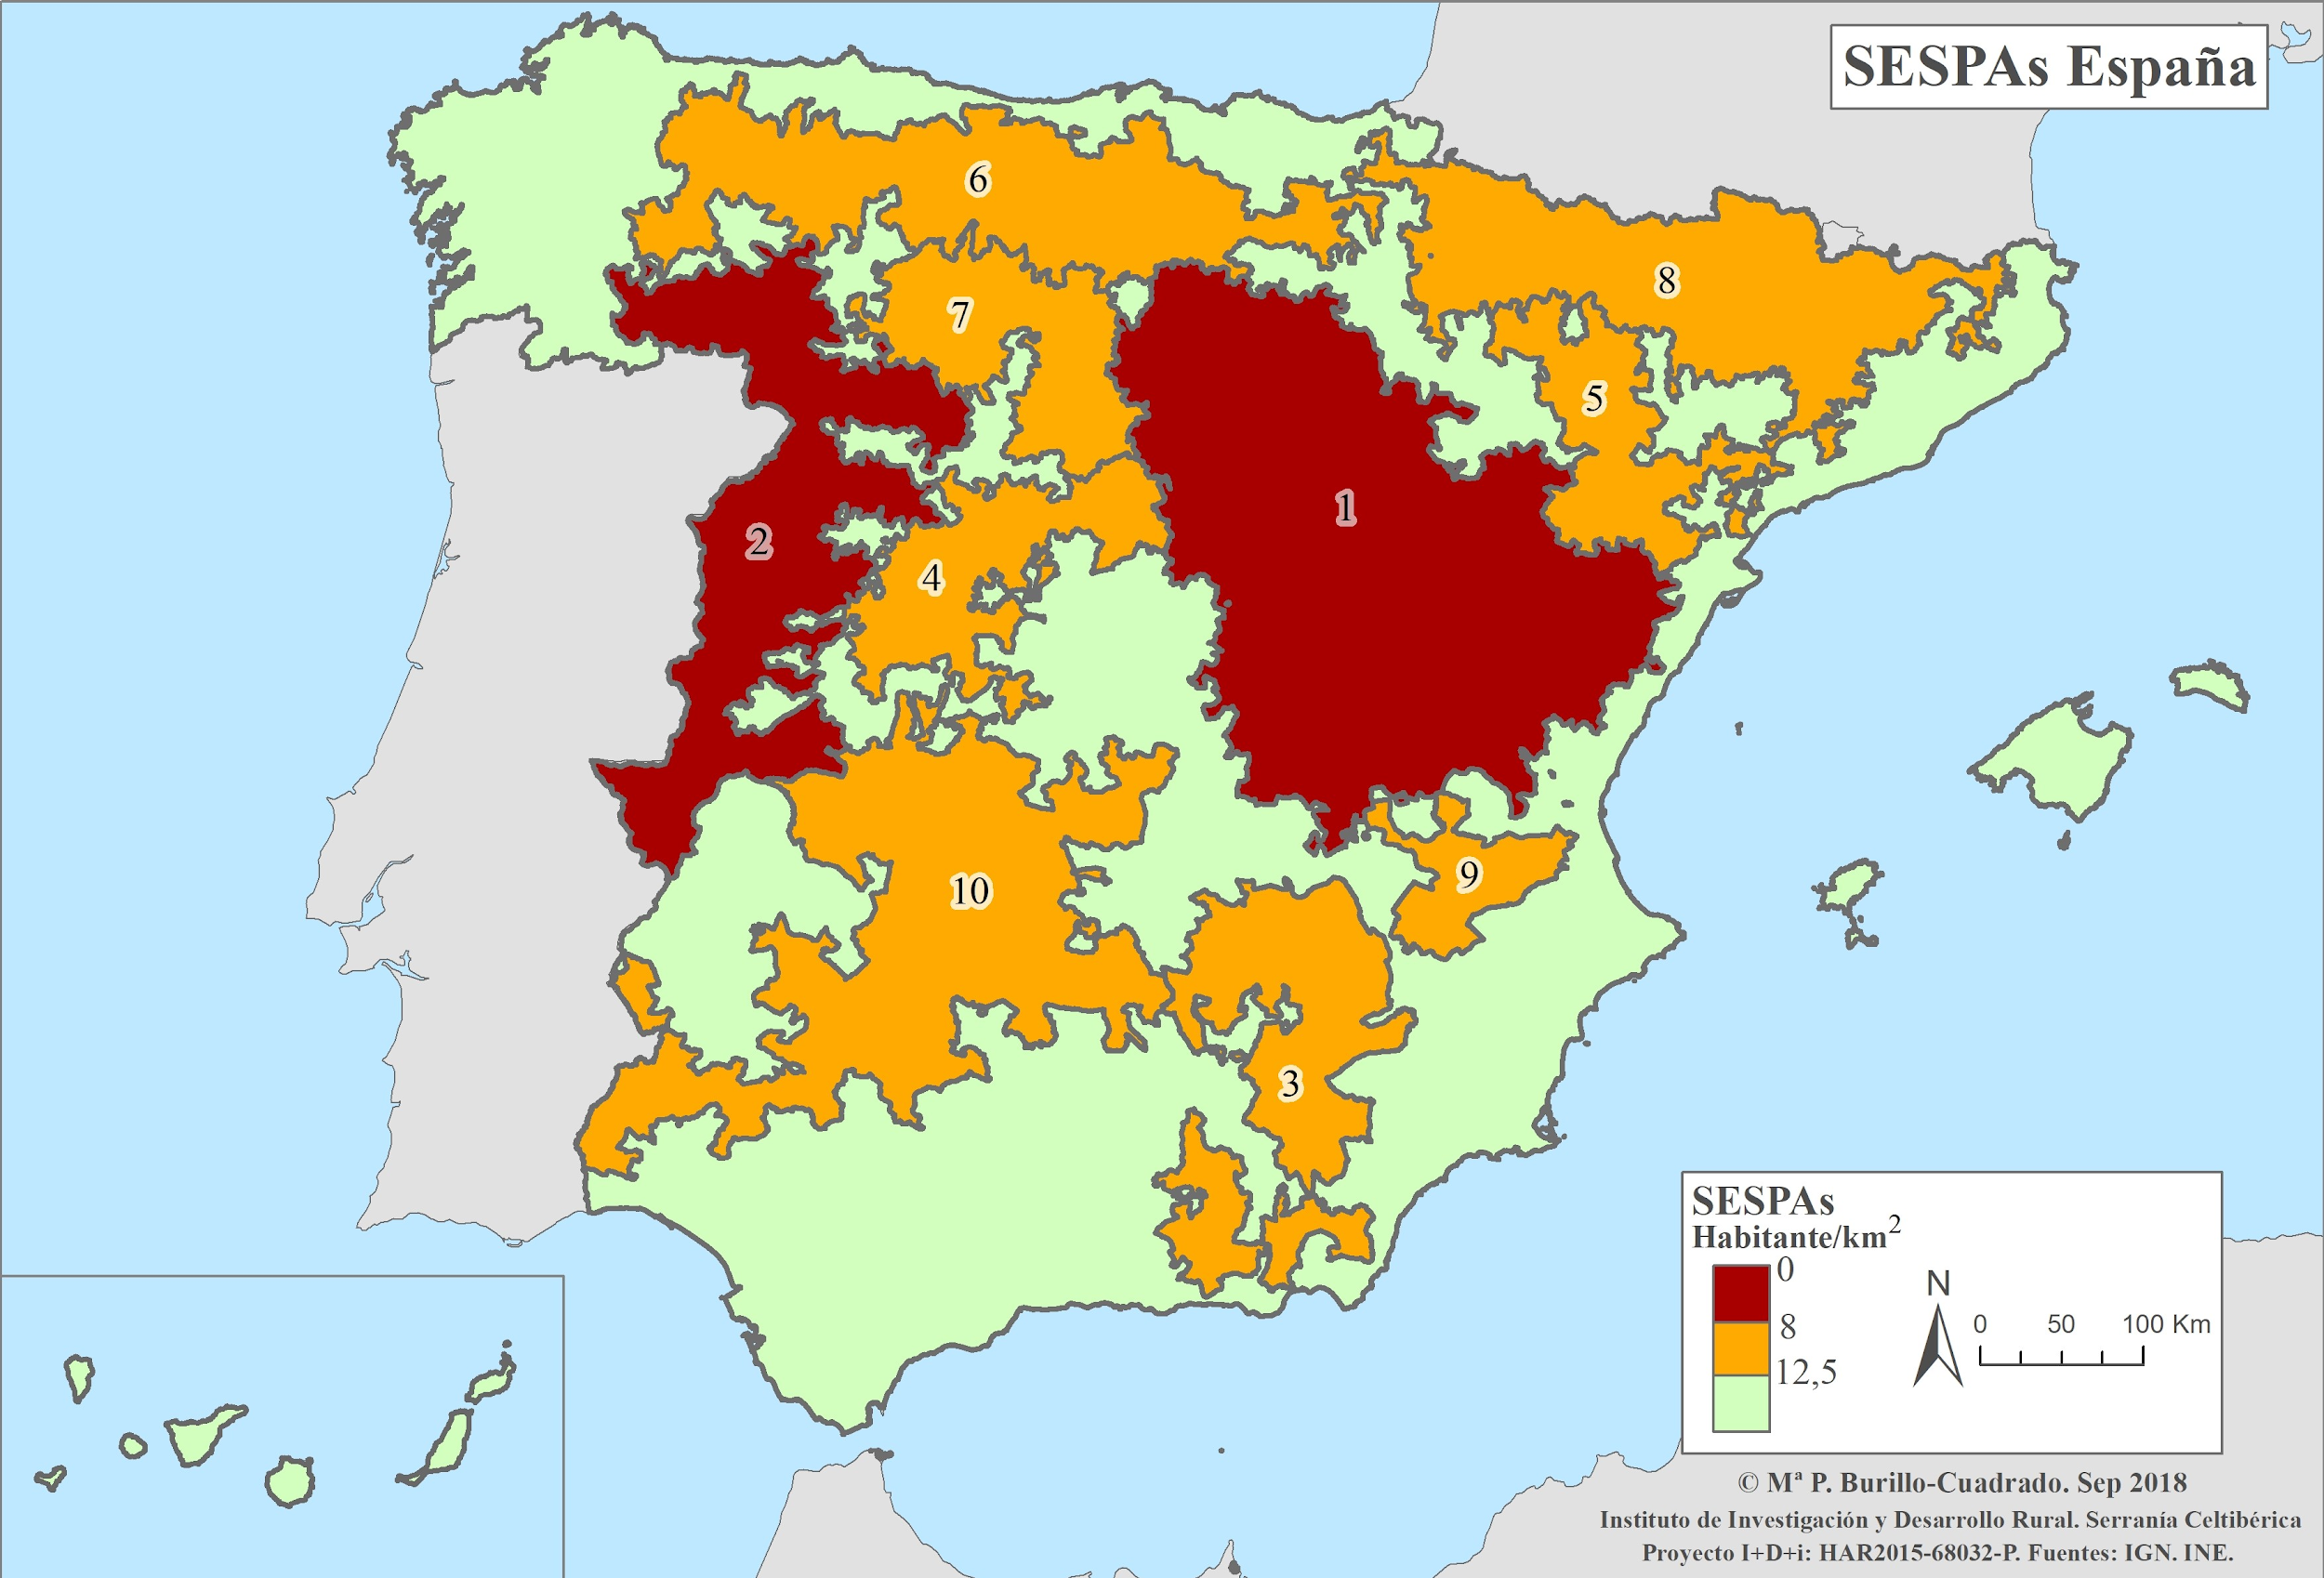 SESPAs España
6
8
7
5
1
2
4
9
10
3
SESPAs
Habitante/km²
0
8
12,5
N
0 50 100 Km
© Mª P. Burillo-Cuadrado. Sep 2018
Instituto de Investigación y Desarrollo Rural. Serranía Celtibérica
Proyecto I+D+i: HAR2015-68032-P. Fuentes: IGN. INE.